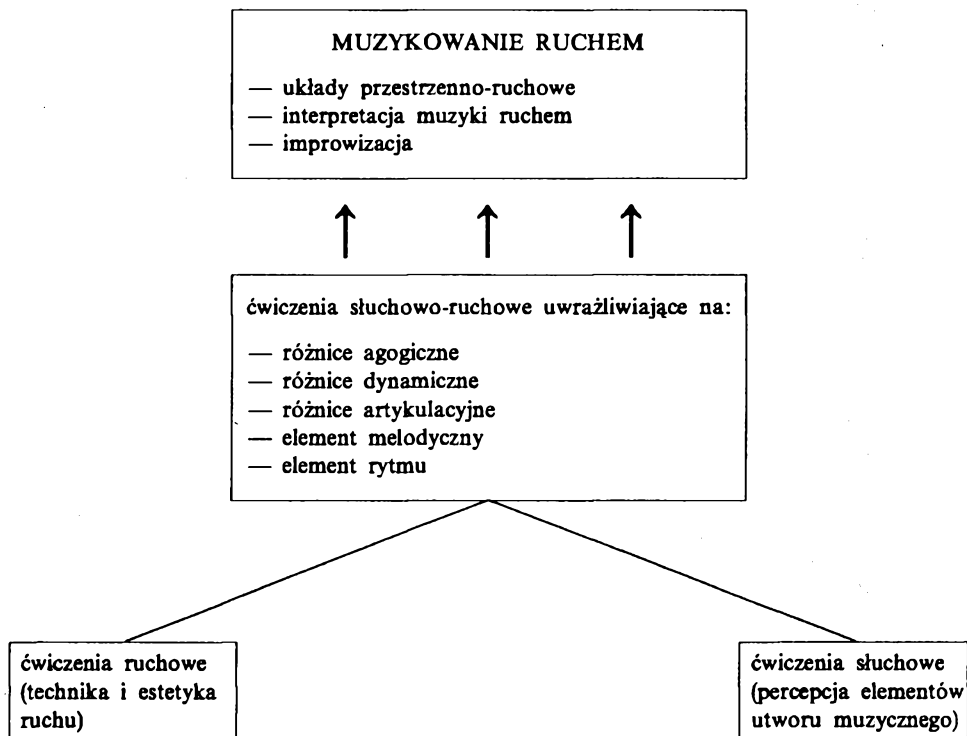 MUZYKOWANIE RUCHEM
— układy przestrzenno-ruchowe
— interpretacja muzyki ruchem
— improwizacja
ćwiczenia słuchowo-ruchowe uwrażliwiające na:
— różnice agogiczne
— różnice dynamiczne
— różnice artykulacyjne
— element melodyczny
— element rytmu
ćwiczenia ruchowe
(technika i estetyka
ruchu)
ćwiczenia słuchowe
(percepcja elementów
utworu muzycznego)